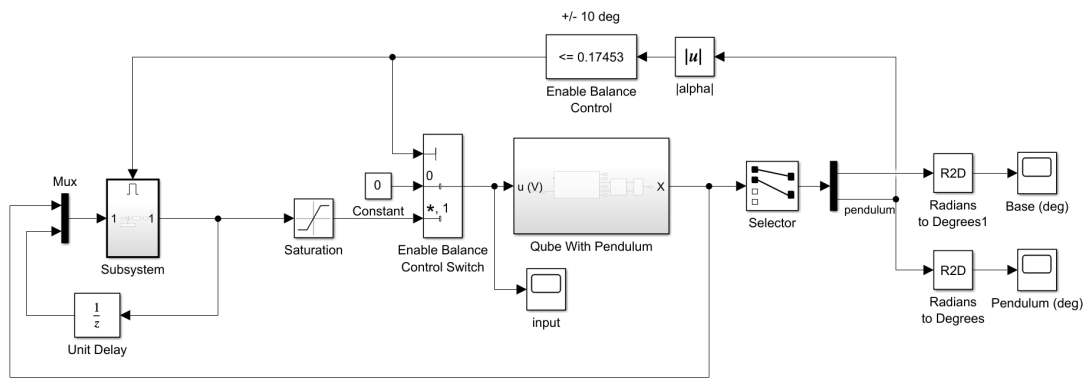 +/- 10 deg
<= 0.17453
|u|
Enable Balance
Control
|alpha|
Mux
1
1
Subsystem
1
z
Unit Delay
Saturation
0
Constant
0
*, 1
Enable Balance
Control Switch
u (V)
X
Qube With Pendulum
input
Selector
pendulum
R2D
Radians
to Degrees1
Base (deg)
R2D
Radians
to Degrees
Pendulum (deg)